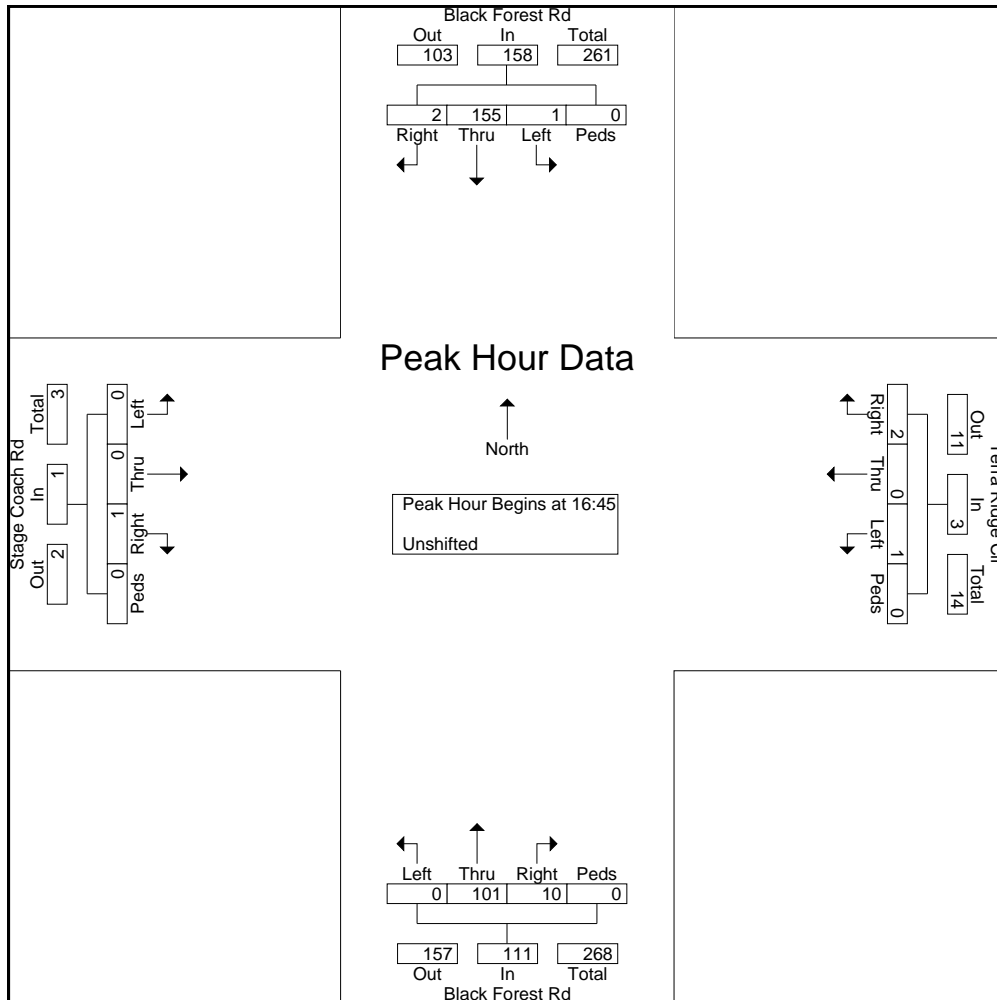 Black Forest Rd
Out In Total
103 158 261
2 155 1 0
Right Thru Left Peds
Peak Hour Data
North
Peak Hour Begins at 16:45
Unshifted
Stage Coach Rd
Out In Total
2 1 3
Left Thru Right Peds
0 0 1 0
Out In Total
11 3 14
2 0 1 0
Right Thru Left Peds
Left Thru Right Peds
0 101 10 0
157 111 268
Out In Total
Black Forest Rd